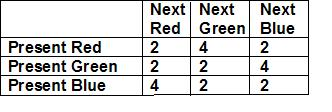 Next Next Next
Red Green Blue
Present Red 2 4 2
Present Green 2 2 4
Present Blue 4 2 2